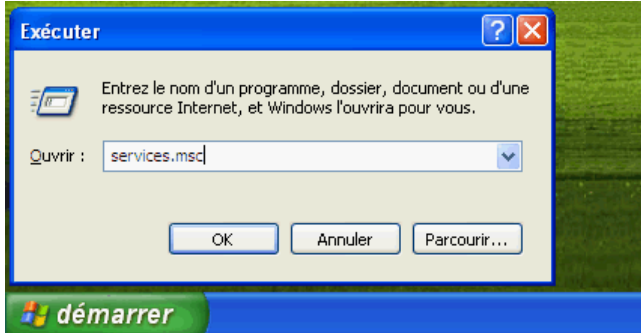 Exécuter
Entrez le nom d'un programme, dossier, document ou d'une
ressource Internet, et Windows l'ouvrira pour vous.
Ouvrir :
services.msc
OK
Annuler
Parcourir...
démarrer